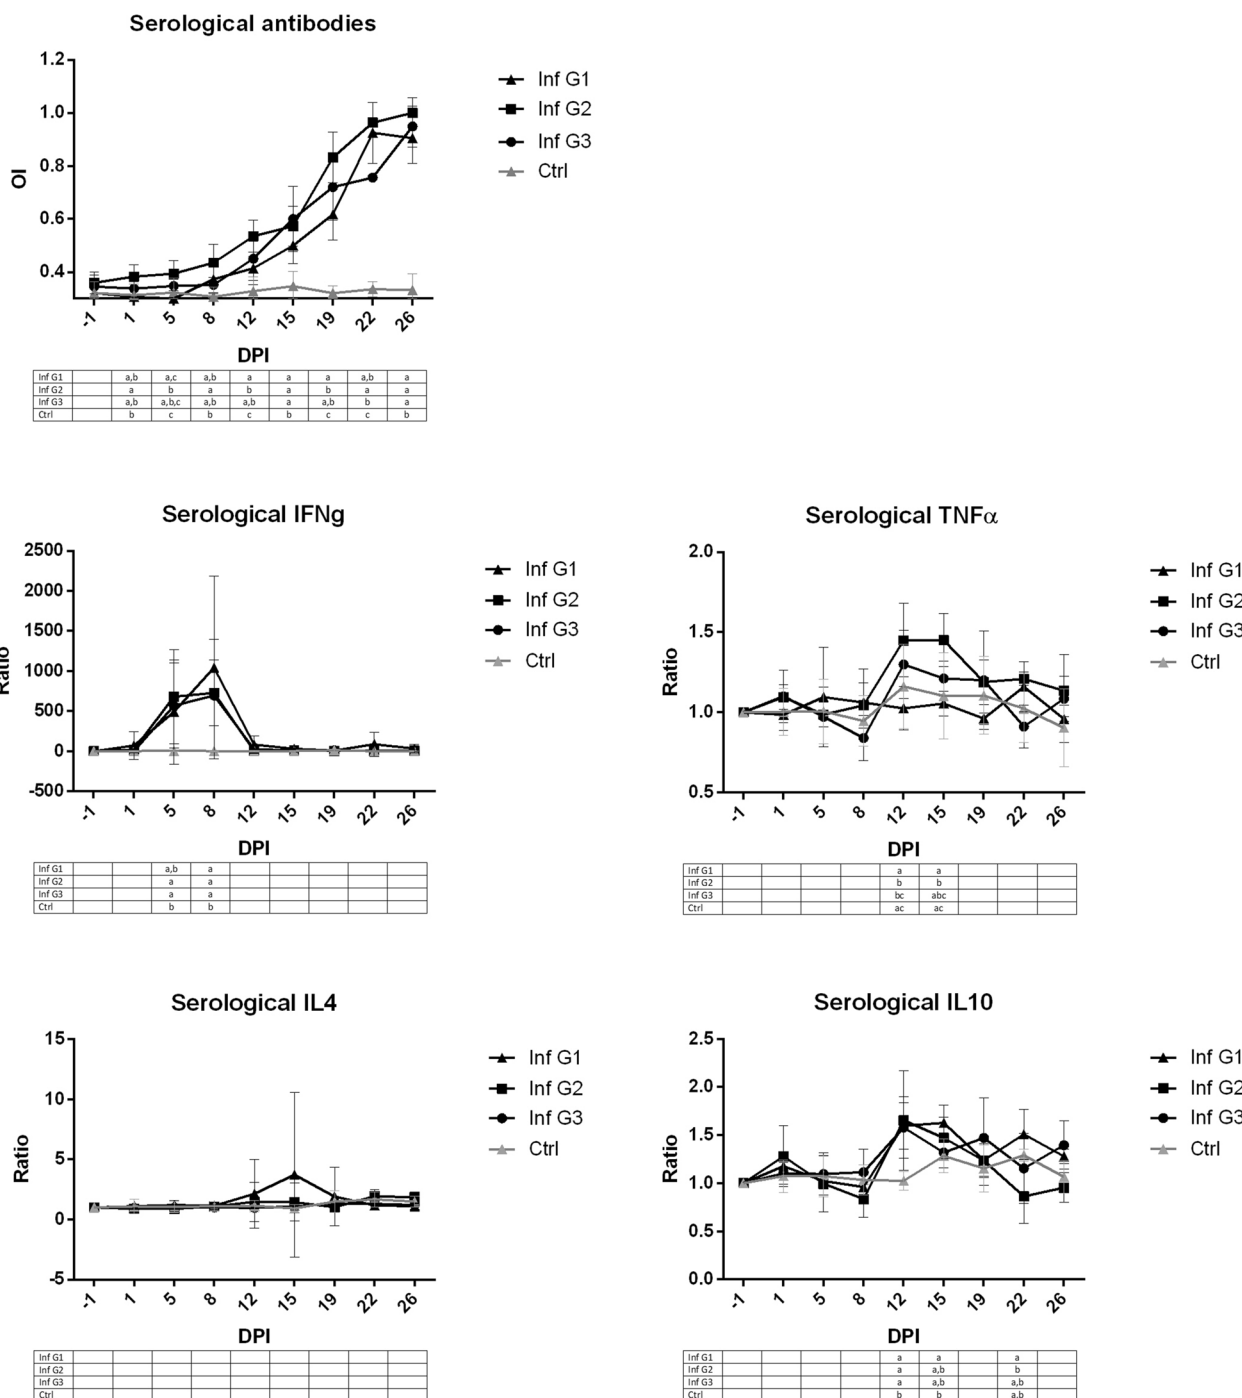 Serological antibodies
1.2
1.0
0.8
0.6
0.4
OI
-1 1 5 8 12 15 19 22 26
DPI
Inf G1
Inf G2
Inf G3
Ctrl
Inf G1 a,b a,c a,b a a a a,b a
Inf G2 a b a b a b a a
Inf G3 a,b a,b,c a,b a,b a a,b b a
Ctrl b c b c b c c b
Serological IFNg
2500
2000
1500
1000
500
0
-500
Ratio
-1 1 5 8 12 15 19 22 26
DPI
Inf G1
Inf G2
Inf G3
Ctrl
Inf G1 a,b a
Inf G2 a a
Inf G3 a a
Ctrl b b
Serological TNFα
2.0
1.5
1.0
0.5
Ratio
-1 1 5 8 12 15 19 22 26
DPI
Inf G1
Inf G2
Inf G3
Ctrl
Inf G1 a a
Inf G2 b b
Inf G3 bc abc
Ctrl ac ac
Serological IL4
15
10
5
0
-5
Ratio
-1 1 5 8 12 15 19 22 26
DPI
Inf G1
Inf G2
Inf G3
Ctrl
Inf G1
Inf G2
Inf G3
Ctrl
Serological IL10
2.5
2.0
1.5
1.0
0.5
0.0
Ratio
-1 1 5 8 12 15 19 22 26
DPI
Inf G1
Inf G2
Inf G3
Ctrl
Inf G1 a a a
Inf G2 a a,b b
Inf G3 a a,b a,b
Ctrl b b a,b